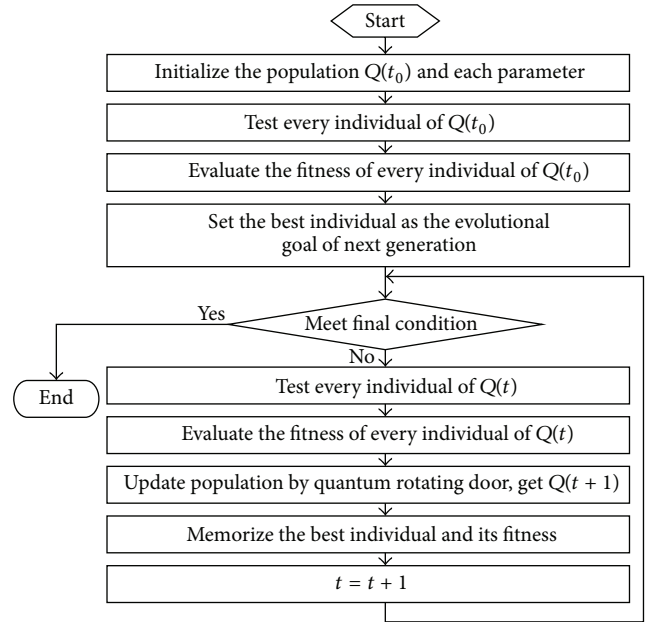 Start
Initialize the population Q(t₀) and each parameter
Test every individual of Q(t₀)
Evaluate the fitness of every individual of Q(t₀)
Set the best individual as the evolutional
goal of next generation
Yes
Meet final condition
No
End
Test every individual of Q(t)
Evaluate the fitness of every individual of Q(t)
Update population by quantum rotating door, get Q(t + 1)
Memorize the best individual and its fitness
t = t + 1